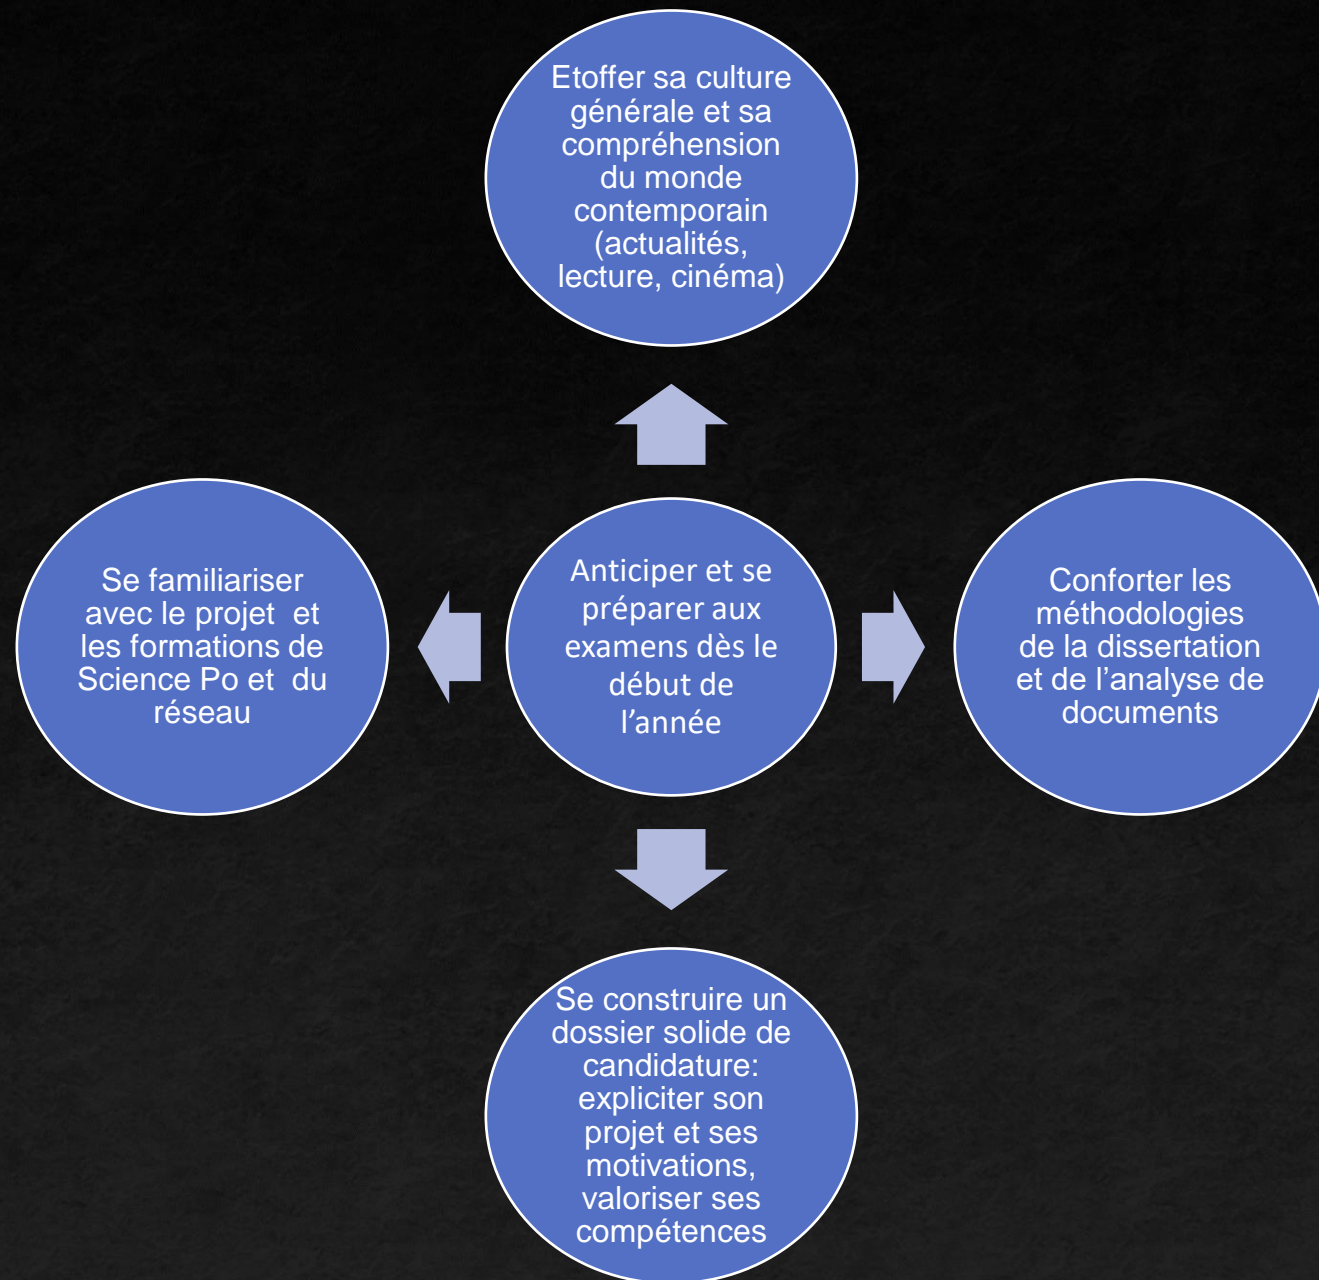 Etoffer sa culture
générale et sa
compréhension
du monde
contemporain
(actualités,
lecture, cinéma)
Se familiariser
avec le projet  et
les formations de
Science Po et  du
réseau
Anticiper et se
préparer aux
examens dès le
début de
l’année
Conforter les
méthodologies
de la dissertation
et de l’analyse de
documents
Se construire un
dossier solide de
candidature:
expliciter son
projet et ses
motivations,
valoriser ses
compétences